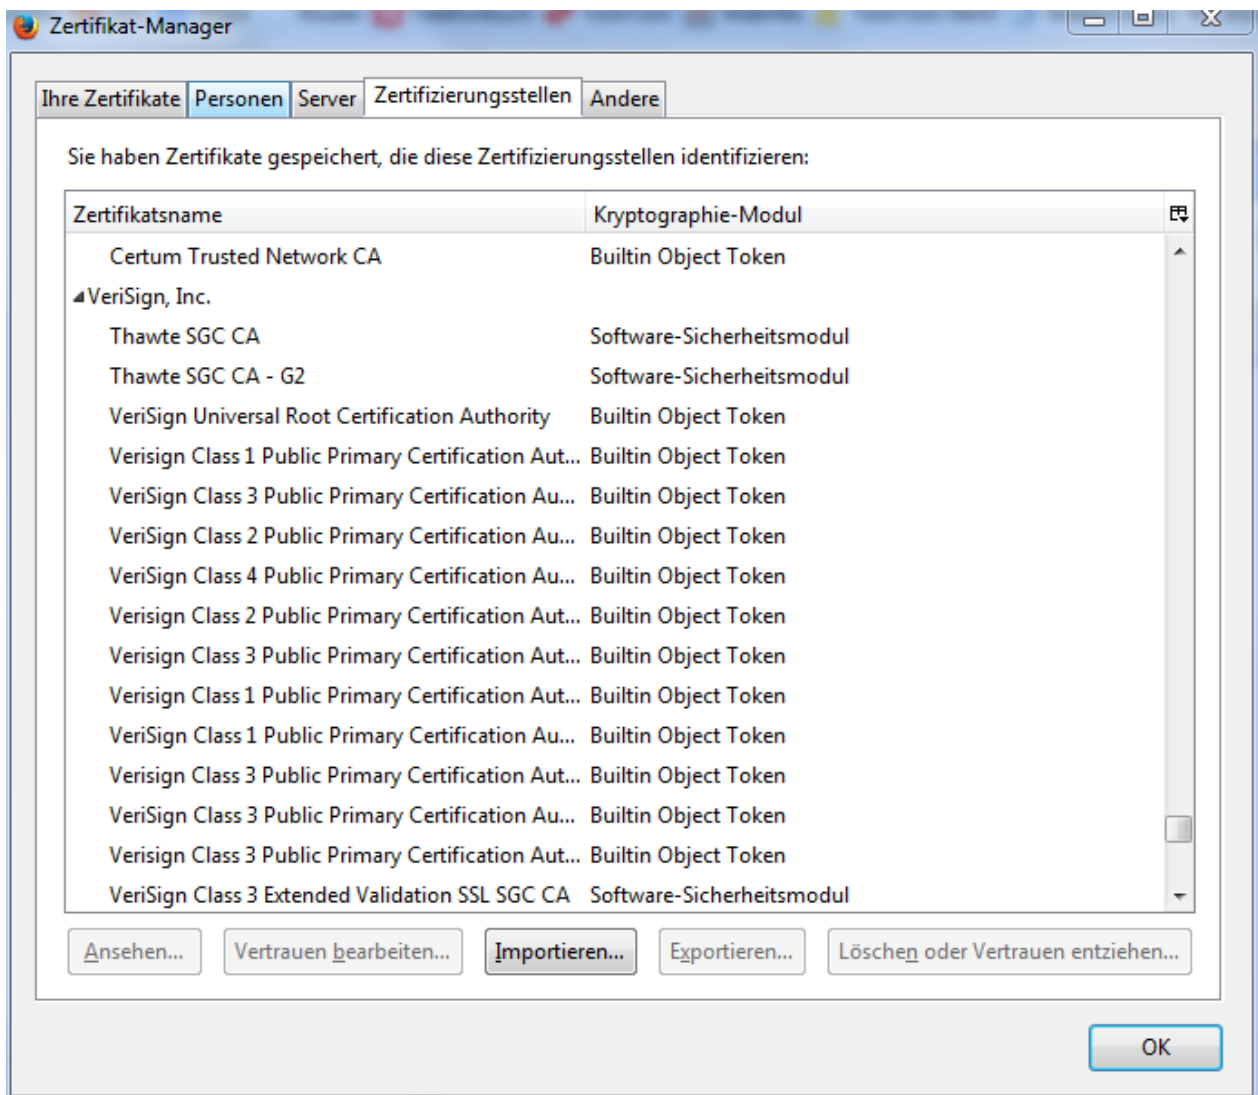 Zertifikat-Manager
Ihre Zertifikate Personen Server Zertifizierungsstellen Andere
Sie haben Zertifikate gespeichert, die diese Zertifizierungsstellen identifizieren:
Zertifikatsname Kryptographie-Modul
Certum Trusted Network CA Builtin Object Token
VeriSign, Inc.
Thawte SGC CA Software-Sicherheitsmodul
Thawte SGC CA - G2 Software-Sicherheitsmodul
VeriSign Universal Root Certification Authority Builtin Object Token
Verisign Class 1 Public Primary Certification Aut... Builtin Object Token
VeriSign Class 3 Public Primary Certification Au... Builtin Object Token
VeriSign Class 2 Public Primary Certification Au... Builtin Object Token
VeriSign Class 4 Public Primary Certification Au... Builtin Object Token
Verisign Class 2 Public Primary Certification Aut... Builtin Object Token
Verisign Class 3 Public Primary Certification Aut... Builtin Object Token
Verisign Class 1 Public Primary Certification Aut... Builtin Object Token
VeriSign Class 1 Public Primary Certification Au... Builtin Object Token
Verisign Class 3 Public Primary Certification Aut... Builtin Object Token
VeriSign Class 3 Public Primary Certification Au... Builtin Object Token
Verisign Class 3 Public Primary Certification Aut... Builtin Object Token
VeriSign Class 3 Extended Validation SSL SGC CA Software-Sicherheitsmodul
Ansehen... Vertrauen bearbeiten... Importieren... Exportieren... Löschen oder Vertrauen entziehen...
OK